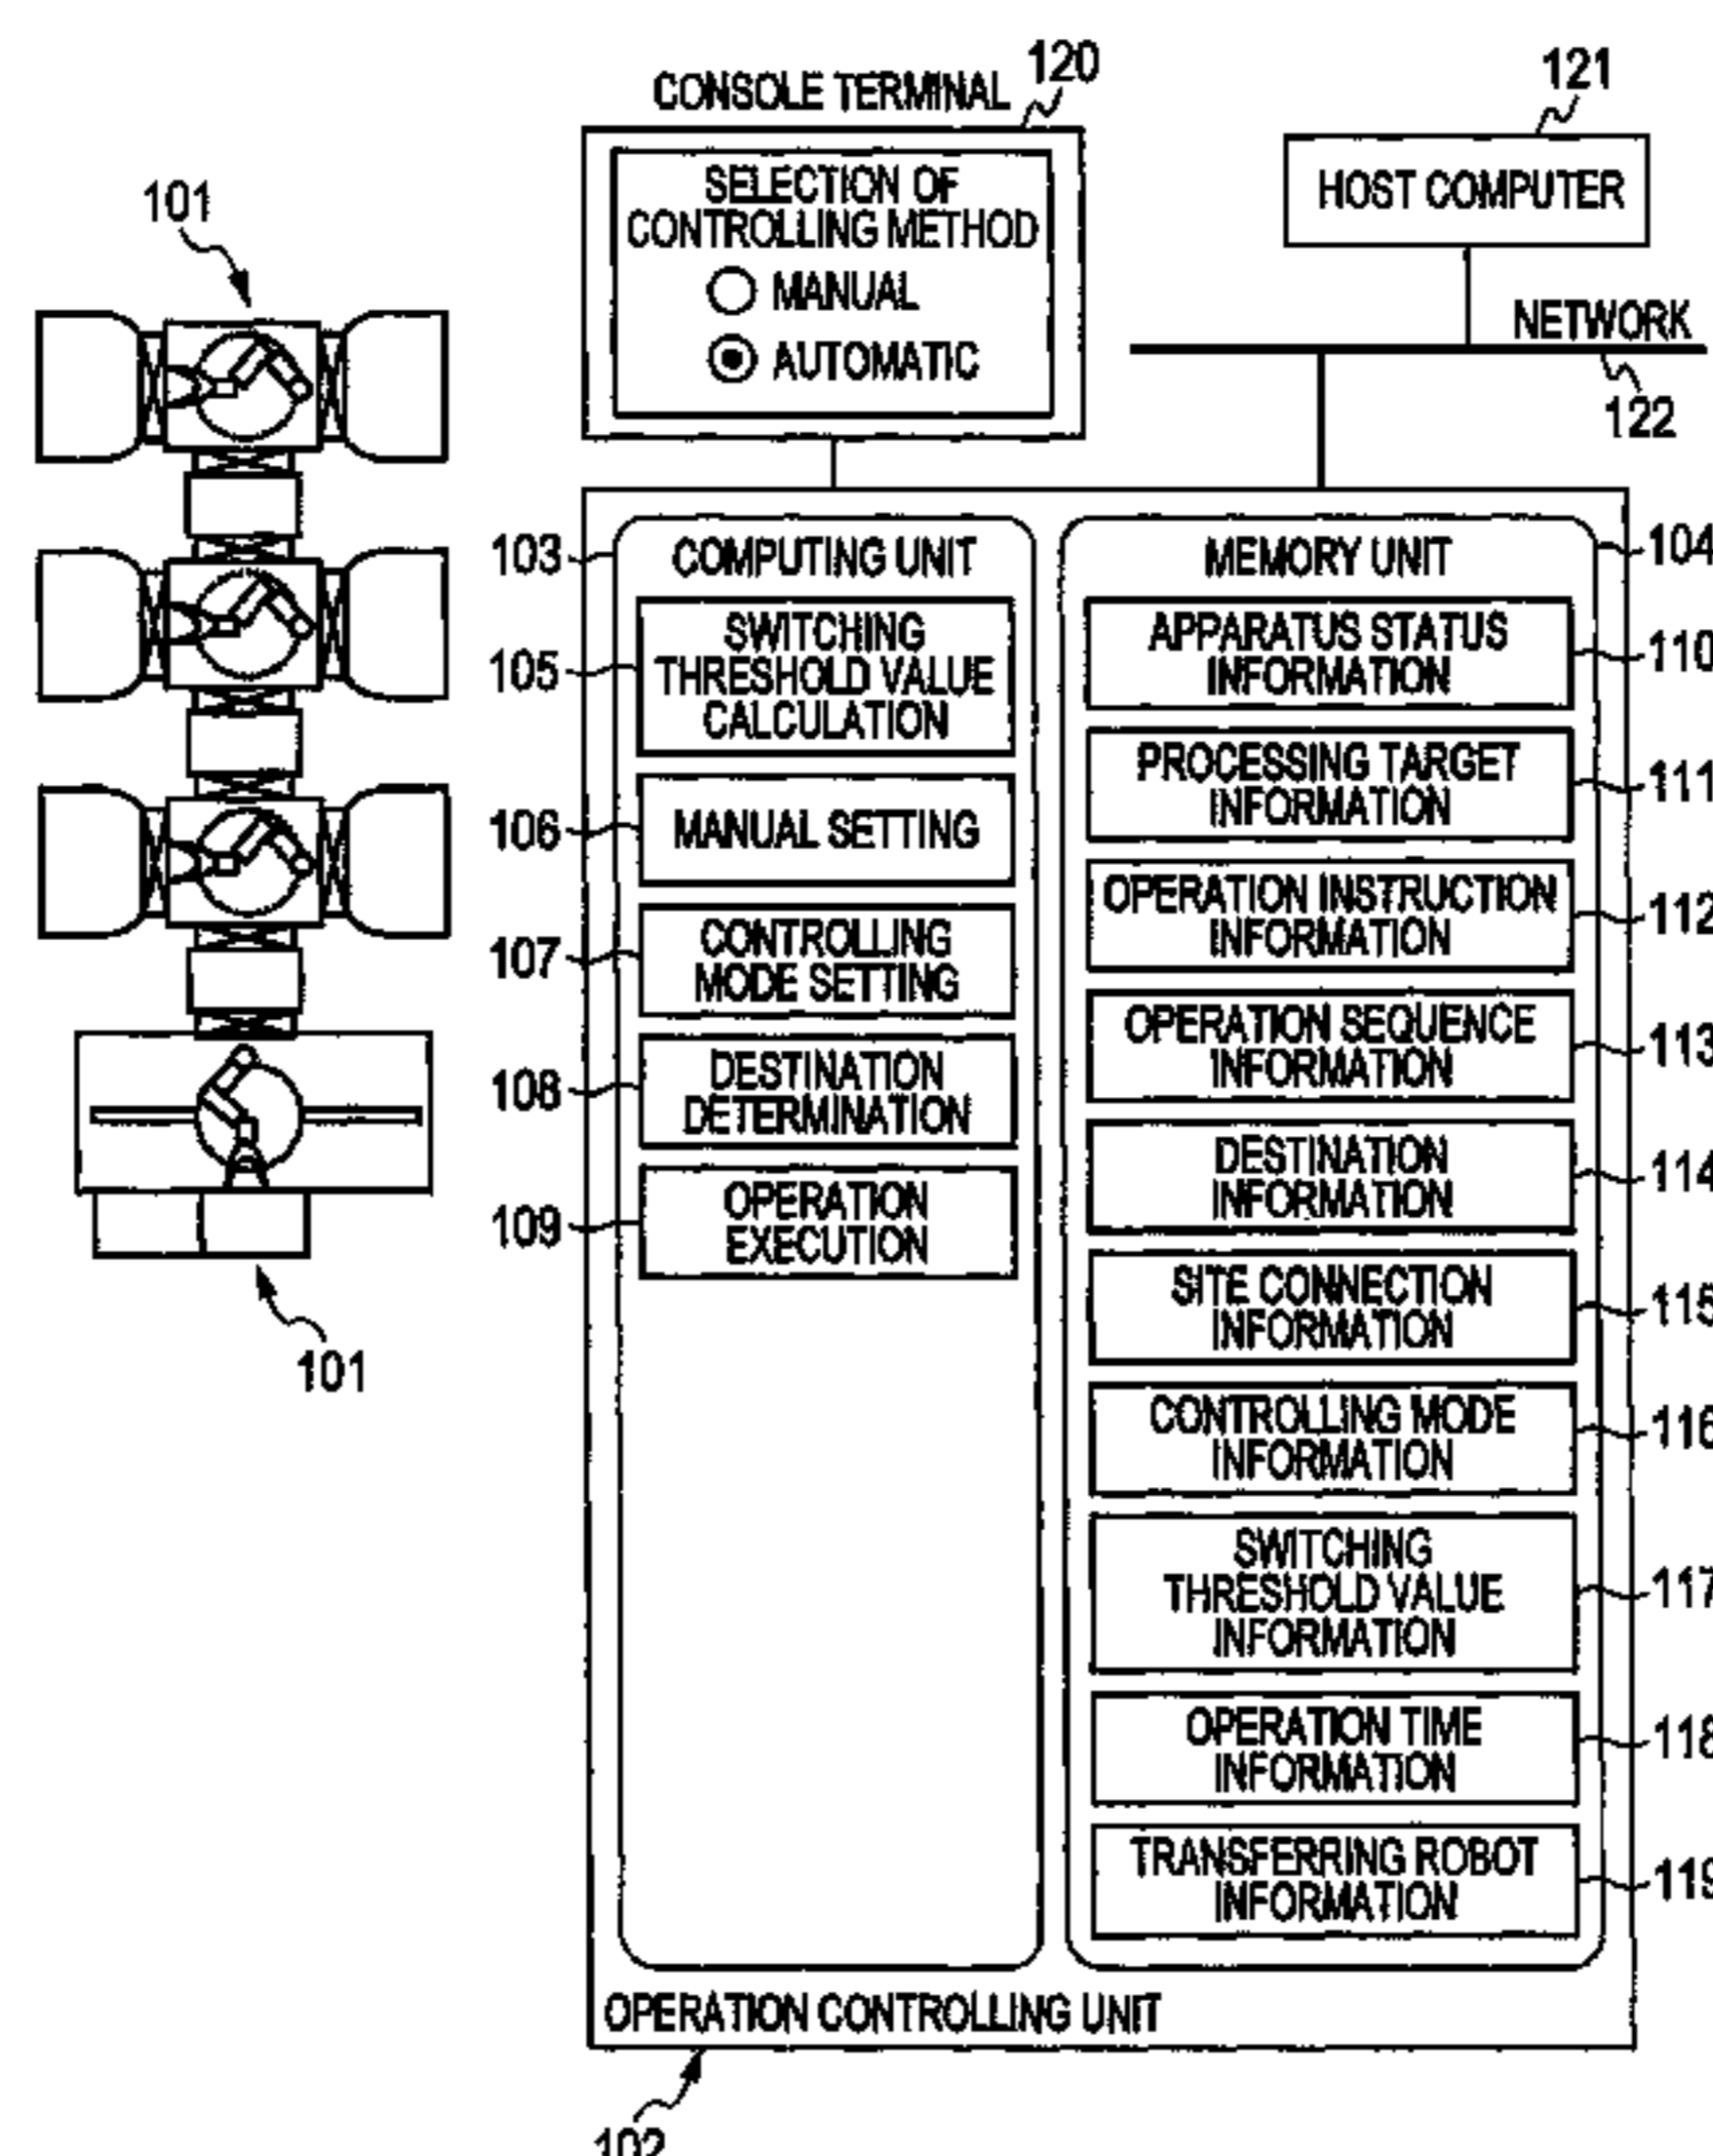 101
101
CONSOLE TERMINAL
120
SELECTION OF
CONTROLLING METHOD
MANUAL
AUTOMATIC
121
HOST COMPUTER
NETWORK
122
103
COMPUTING UNIT
105
SWITCHING
THRESHOLD VALUE
CALCULATION
106
MANUAL SETTING
107
CONTROLLING
MODE SETTING
108
DESTINATION
DETERMINATION
109
OPERATION
EXECUTION
MEMORY UNIT
104
APPARATUS STATUS
INFORMATION
110
PROCESSING TARGET
INFORMATION
111
OPERATION INSTRUCTION
INFORMATION
112
OPERATION SEQUENCE
INFORMATION
113
DESTINATION
INFORMATION
114
SITE CONNECTION
INFORMATION
115
CONTROLLING MODE
INFORMATION
116
SWITCHING
THRESHOLD VALUE
INFORMATION
117
OPERATION TIME
INFORMATION
118
TRANSFERRING ROBOT
INFORMATION
119
OPERATION CONTROLLING UNIT
102